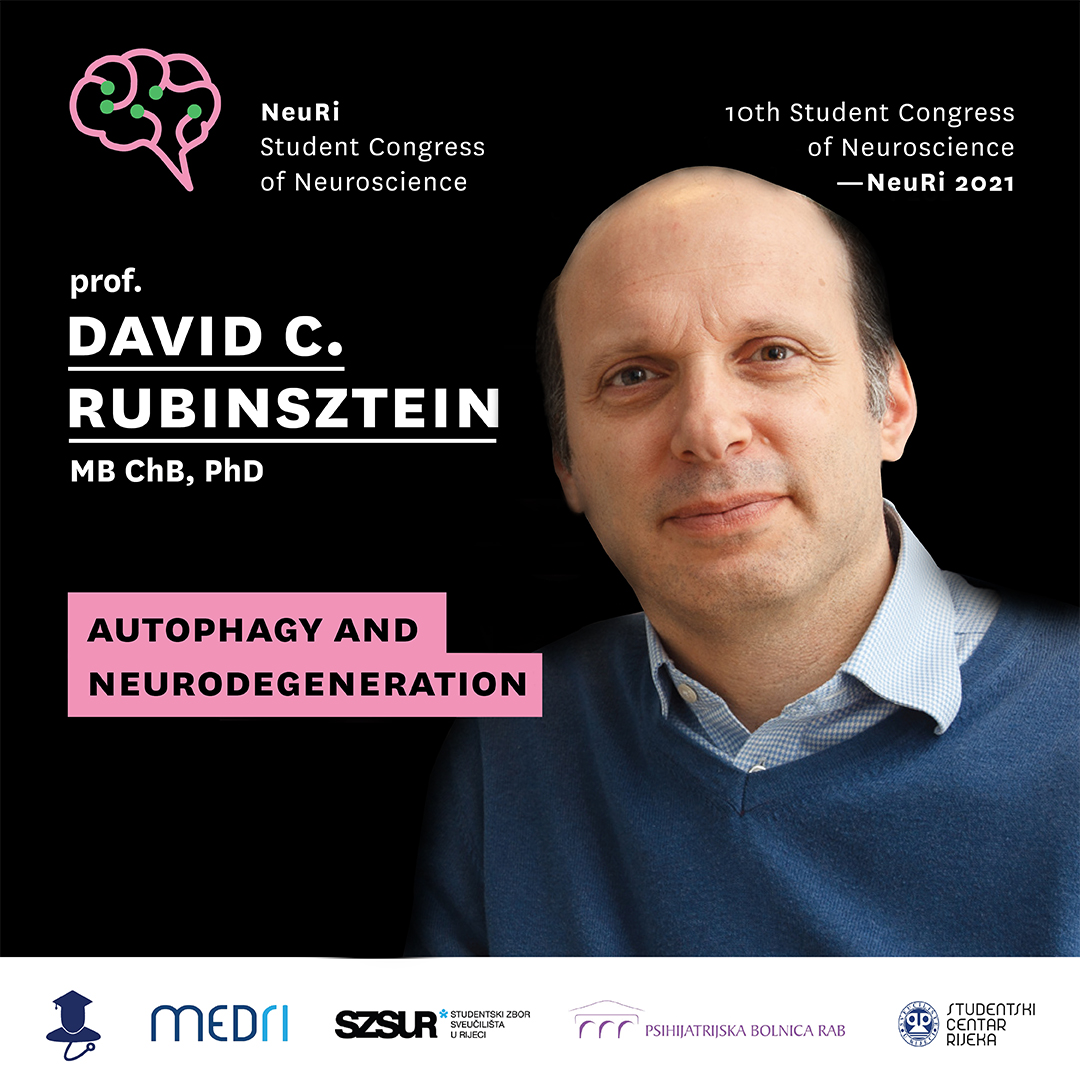 NeuRi
Student Congress
of Neuroscience
10th Student Congress
of Neuroscience
—NeuRi 2021
prof.
DAVID C.
RUBINSZTEIN
MB ChB, PhD
AUTOPHAGY AND
NEURODEGENERATION
MEDRI
SZSUR*
STUDENTSKI ZBOR
SVEUČILIŠTA
U RIJECI
PSIHIJATRIJSKA BOLNICA RAB
STUDENTSKI
CENTAR
RIJEKA